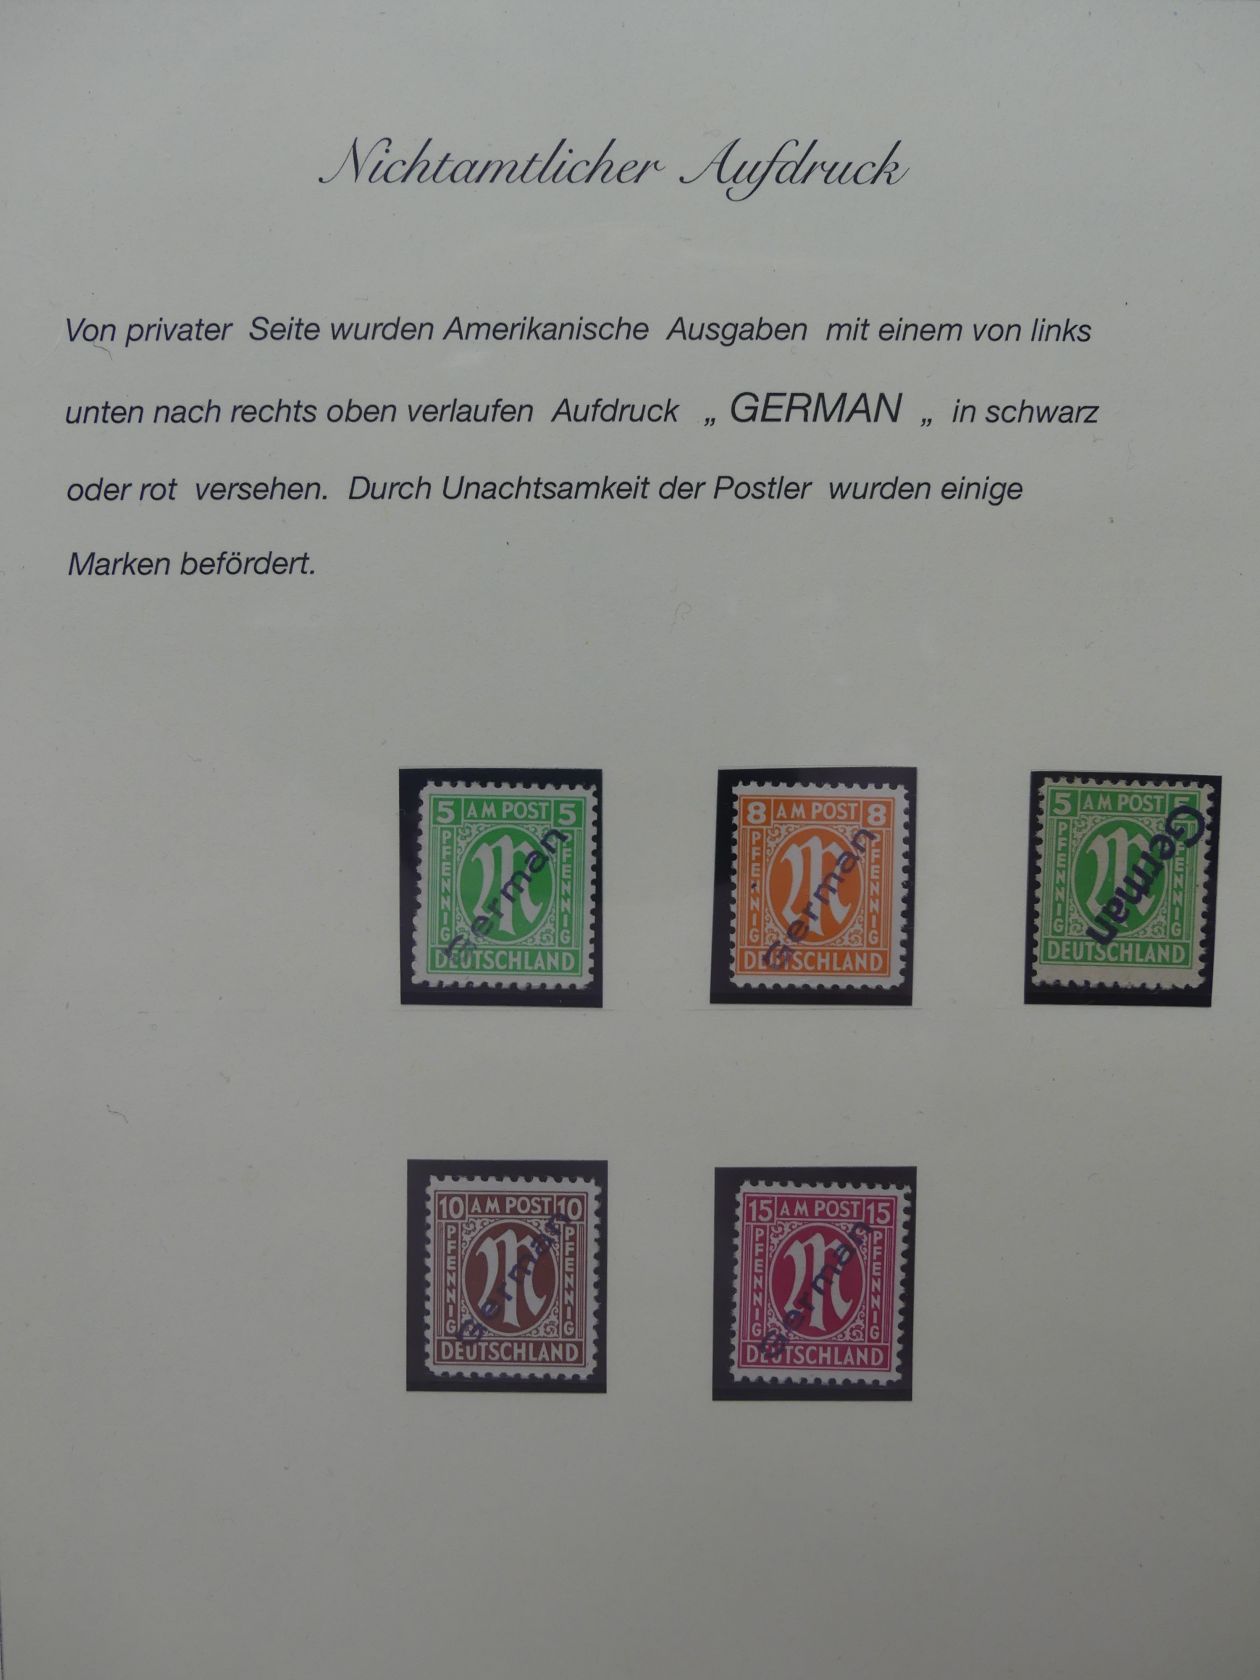 Nichtamtlicher Aufdruck
Von privater Seite wurden Amerikanische Ausgaben mit einem von links
unten nach rechts oben verlaufen Aufdruck „ GERMAN „ in schwarz
oder rot versehen. Durch Unachtsamkeit der Postler wurden einige
Marken befördert.
5 AM POST 5
PFENNIG PFENNIG
German
DEUTSCHLAND
8 AM POST 8
PFENNIG PFENNIG
German
DEUTSCHLAND
5 AM POST 5
PFENNIG PFENNIG
German
DEUTSCHLAND
10 AM POST 10
PFENNIG PFENNIG
German
DEUTSCHLAND
15 AM POST 15
PFENNIG PFENNIG
German
DEUTSCHLAND